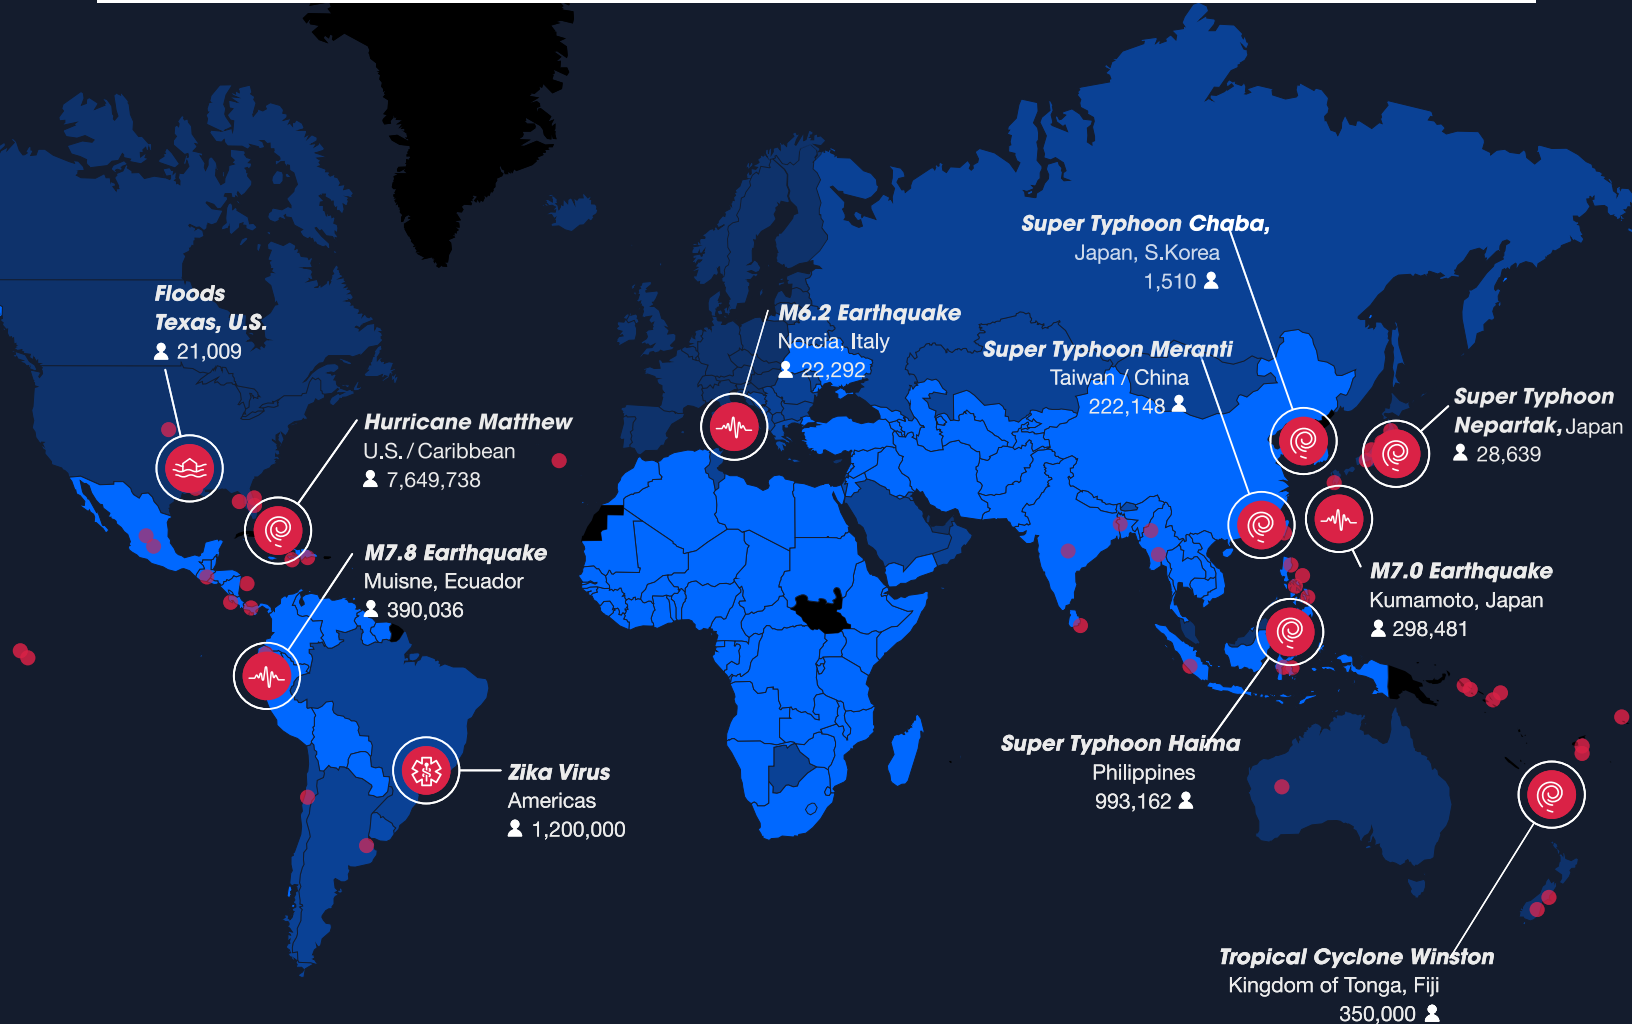 Super Typhoon Chaba,
Japan, S.Korea
1,510
Floods
Texas, U.S.
21,009
M6.2 Earthquake
Norcia, Italy
22,292
Super Typhoon Meranti
Taiwan / China
222,148
Super Typhoon
Nepartak, Japan
28,639
Hurricane Matthew
U.S. / Caribbean
7,649,738
M7.8 Earthquake
Muisne, Ecuador
390,036
M7.0 Earthquake
Kumamoto, Japan
298,481
Super Typhoon Haima
Philippines
993,162
Zika Virus
Americas
1,200,000
Tropical Cyclone Winston
Kingdom of Tonga, Fiji
350,000